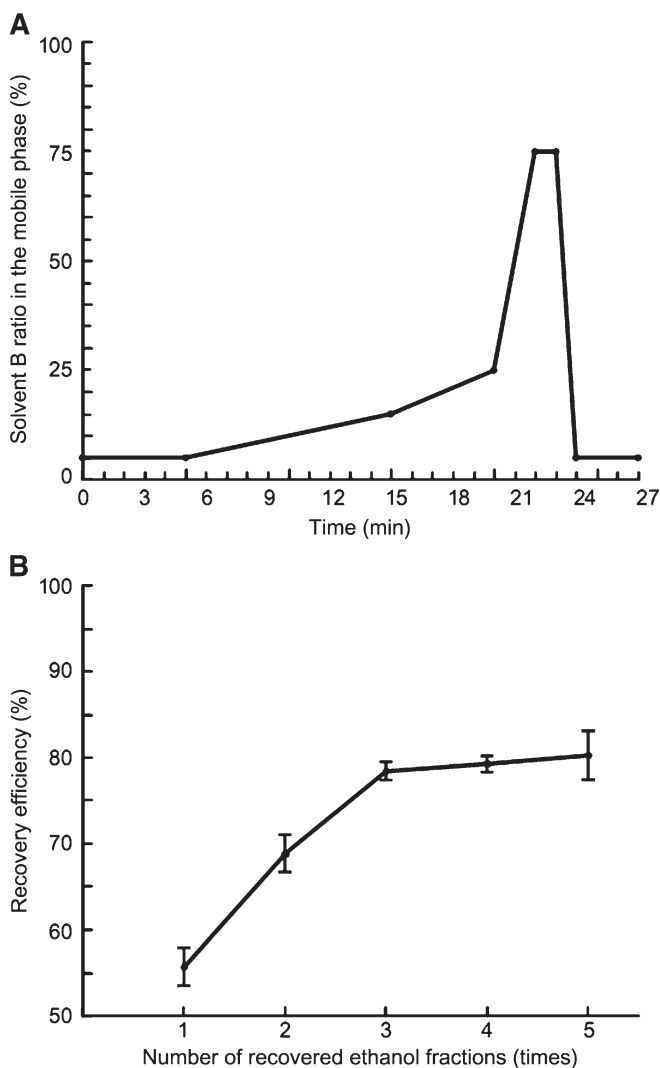 A
Solvent B ratio in the mobile phase (%)
100
75
50
25
0
0 3 6 9 12 15 18 21 24 27
Time (min)
B
Recovery efficiency (%)
100
90
80
70
60
50
1 2 3 4 5
Number of recovered ethanol fractions (times)